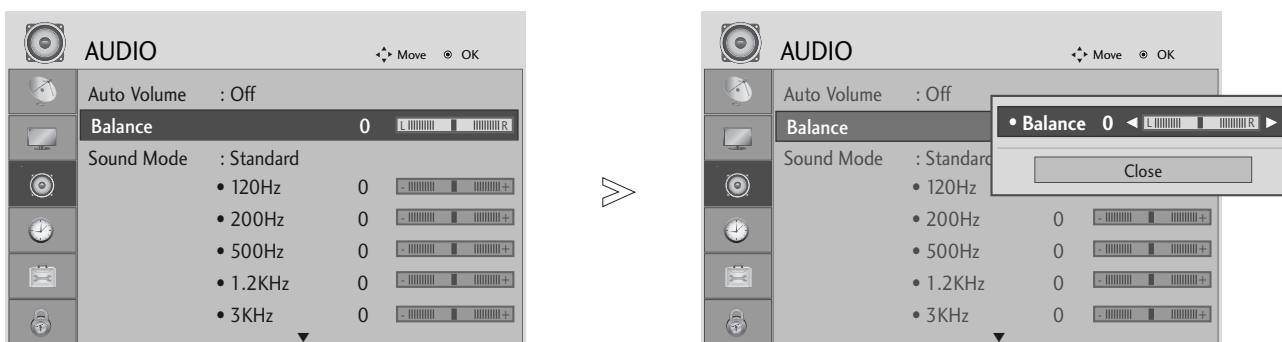 AUDIO
Move OK
Auto Volume : Off
Balance 0 L R
Sound Mode : Standard
• 120Hz 0 - +
• 200Hz 0 - +
• 500Hz 0 - +
• 1.2KHz 0 - +
• 3KHz 0 - +
AUDIO
Move OK
Auto Volume : Off
Balance
Sound Mode : Standard
• 120Hz
• 200Hz 0 - +
• 500Hz 0 - +
• 1.2KHz 0 - +
• 3KHz 0 - +
• Balance 0 ◄ L R ►
Close